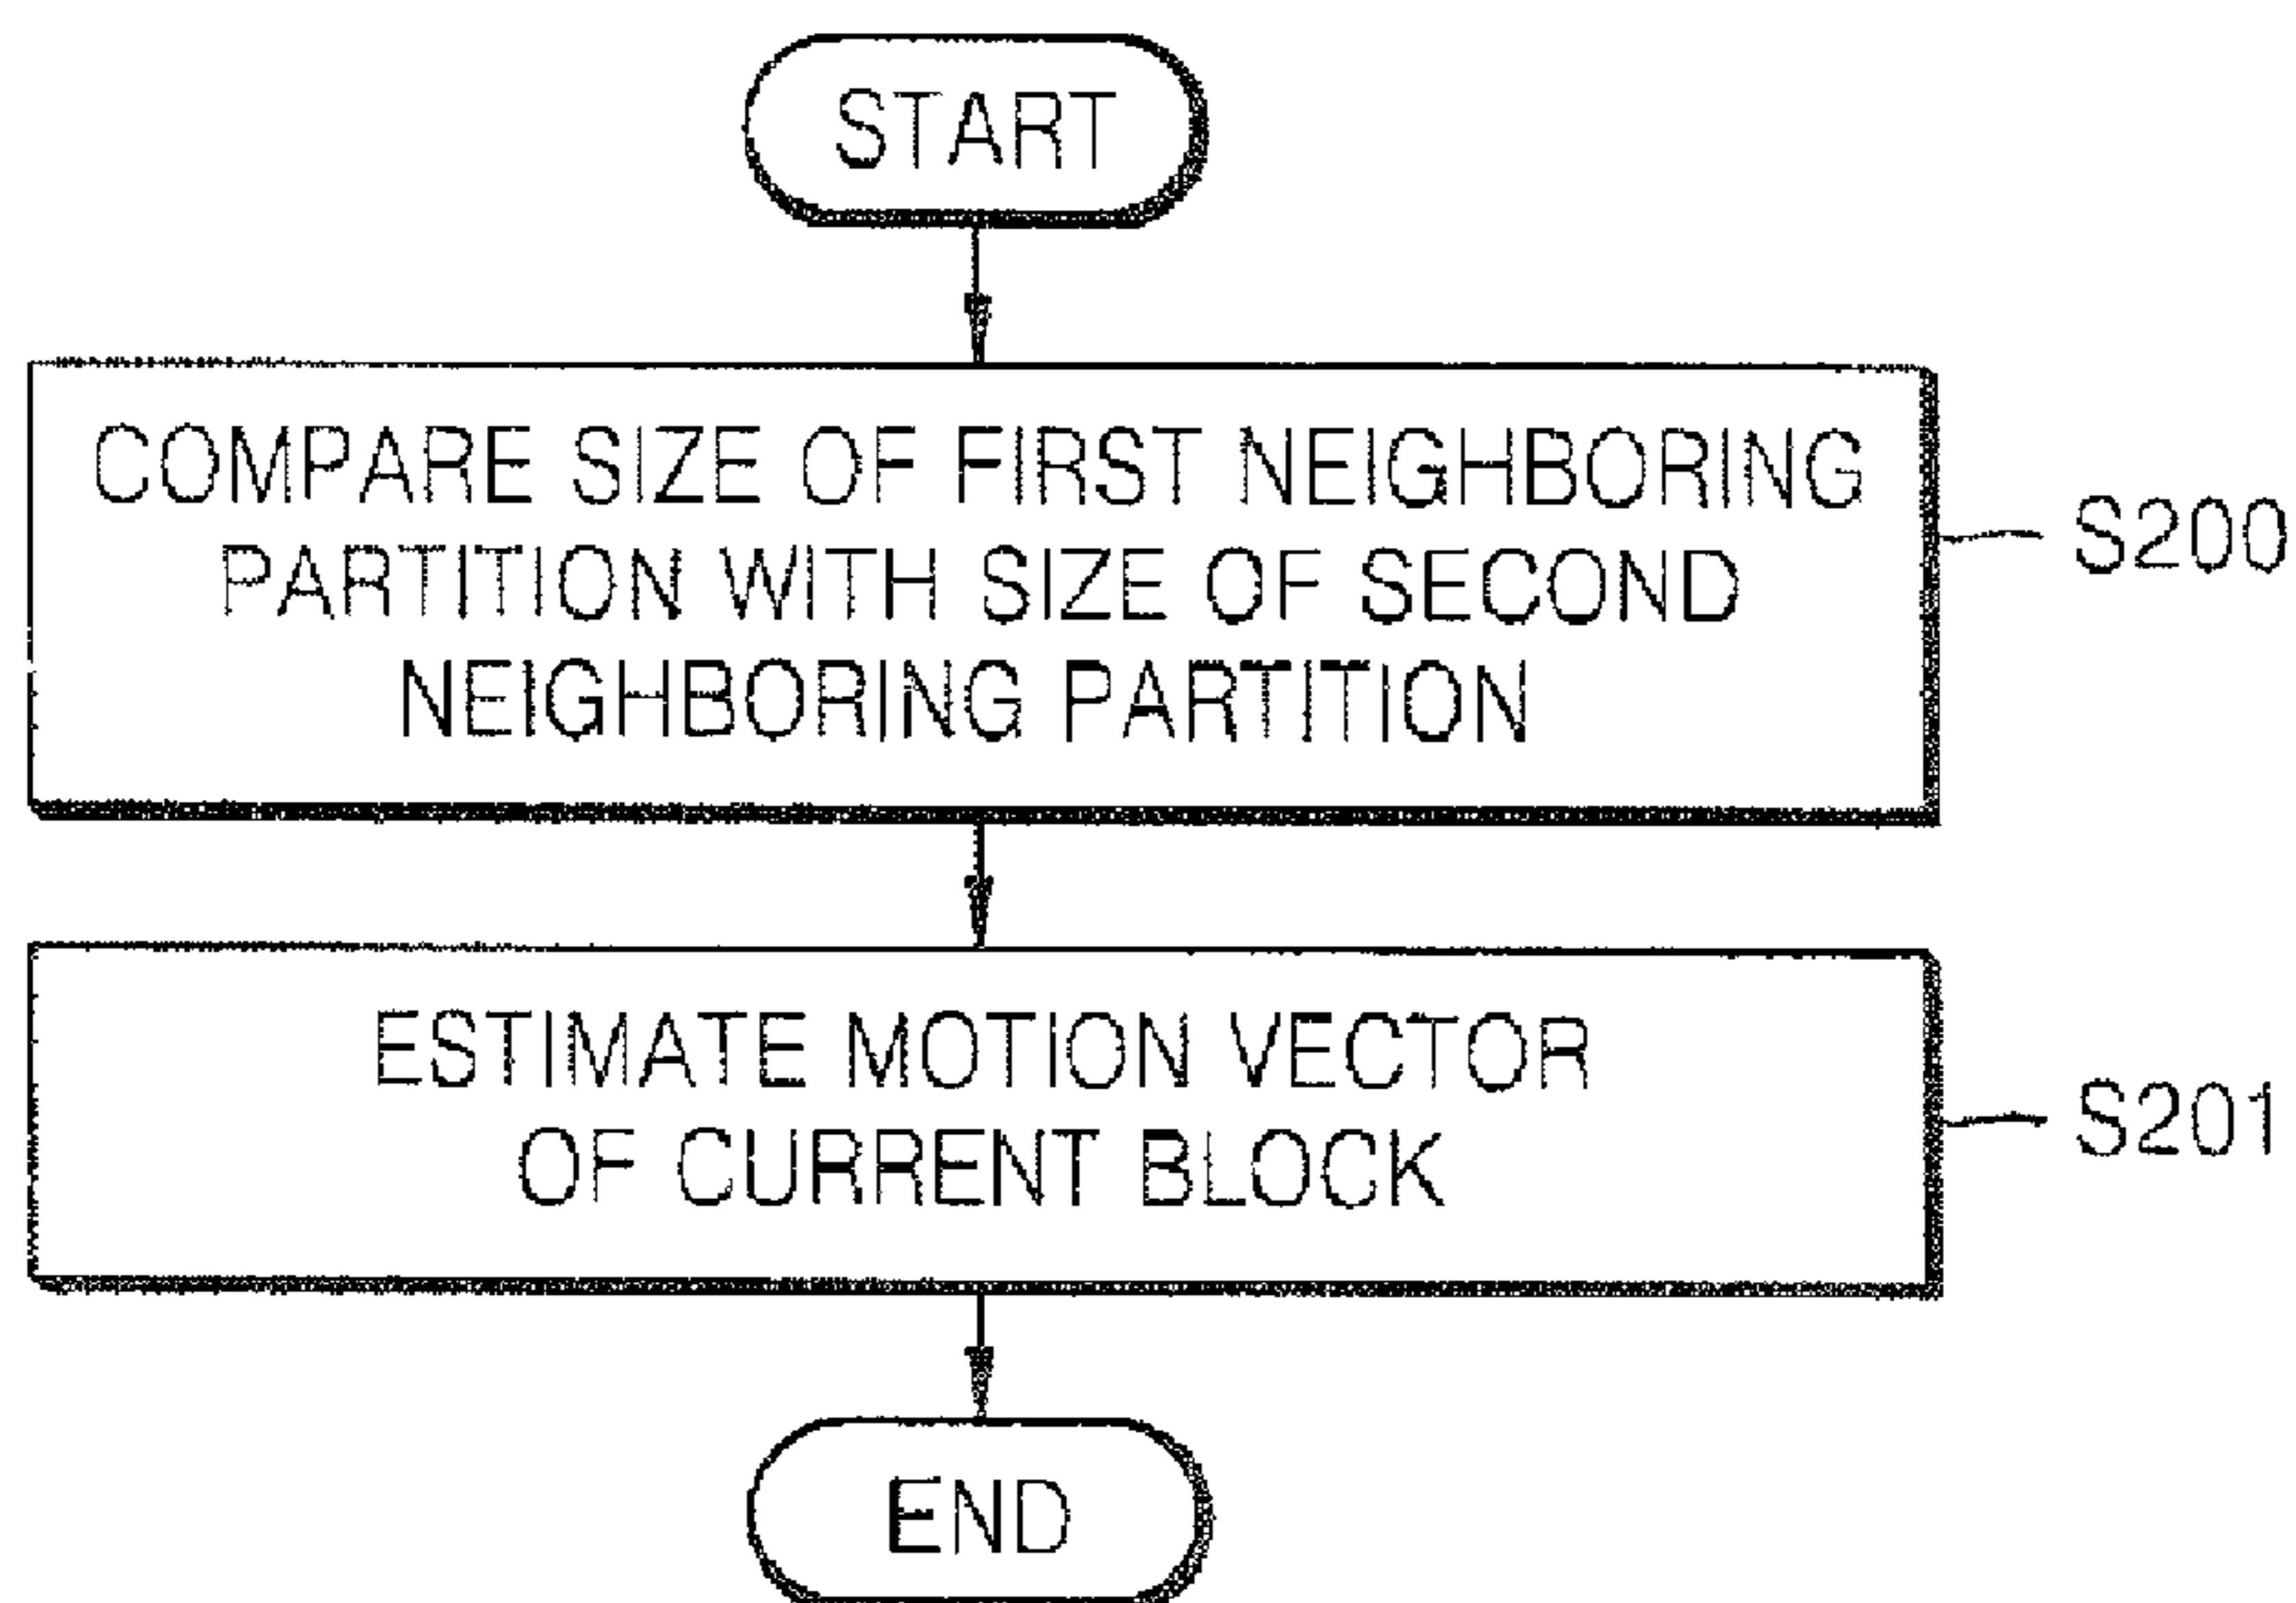 START
COMPARE SIZE OF FIRST NEIGHBORING
PARTITION WITH SIZE OF SECOND
NEIGHBORING PARTITION
S200
ESTIMATE MOTION VECTOR
OF CURRENT BLOCK
S201
END